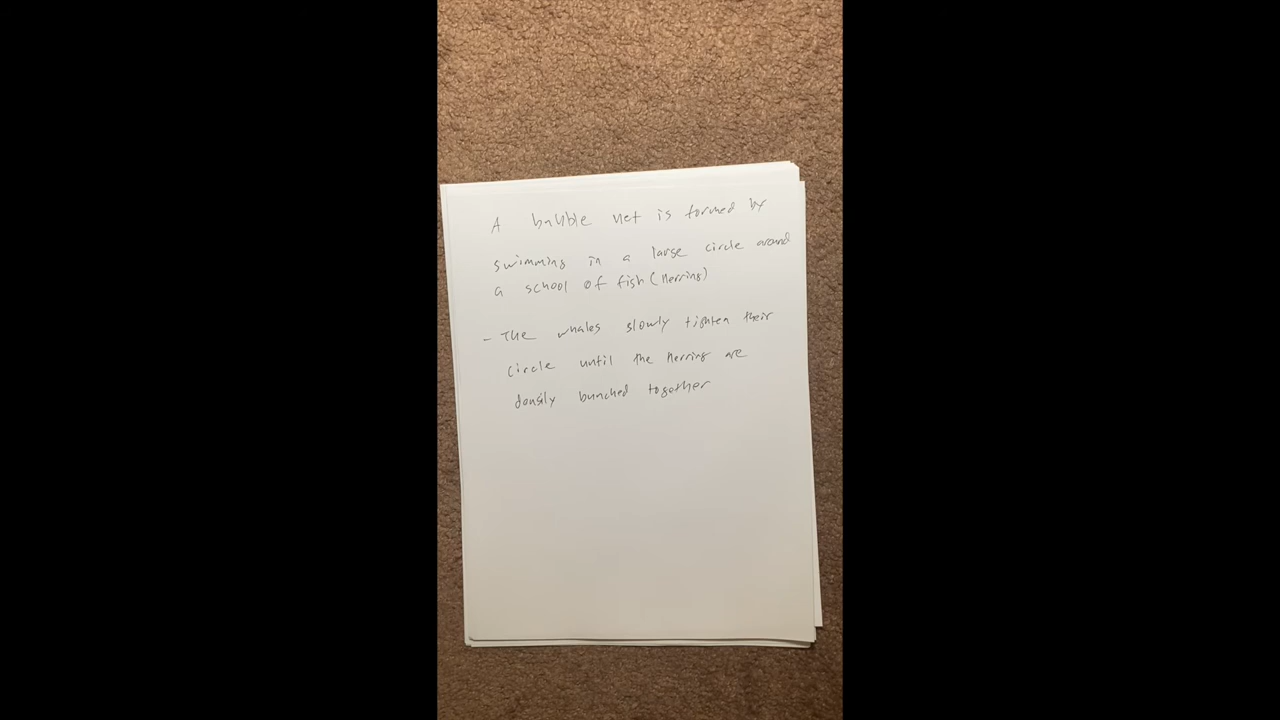 A bubble net is formed by
swimming in a large circle around
a school of fish (Herring)
- The whales slowly tighten their
circle until the herring are
densily bunched together